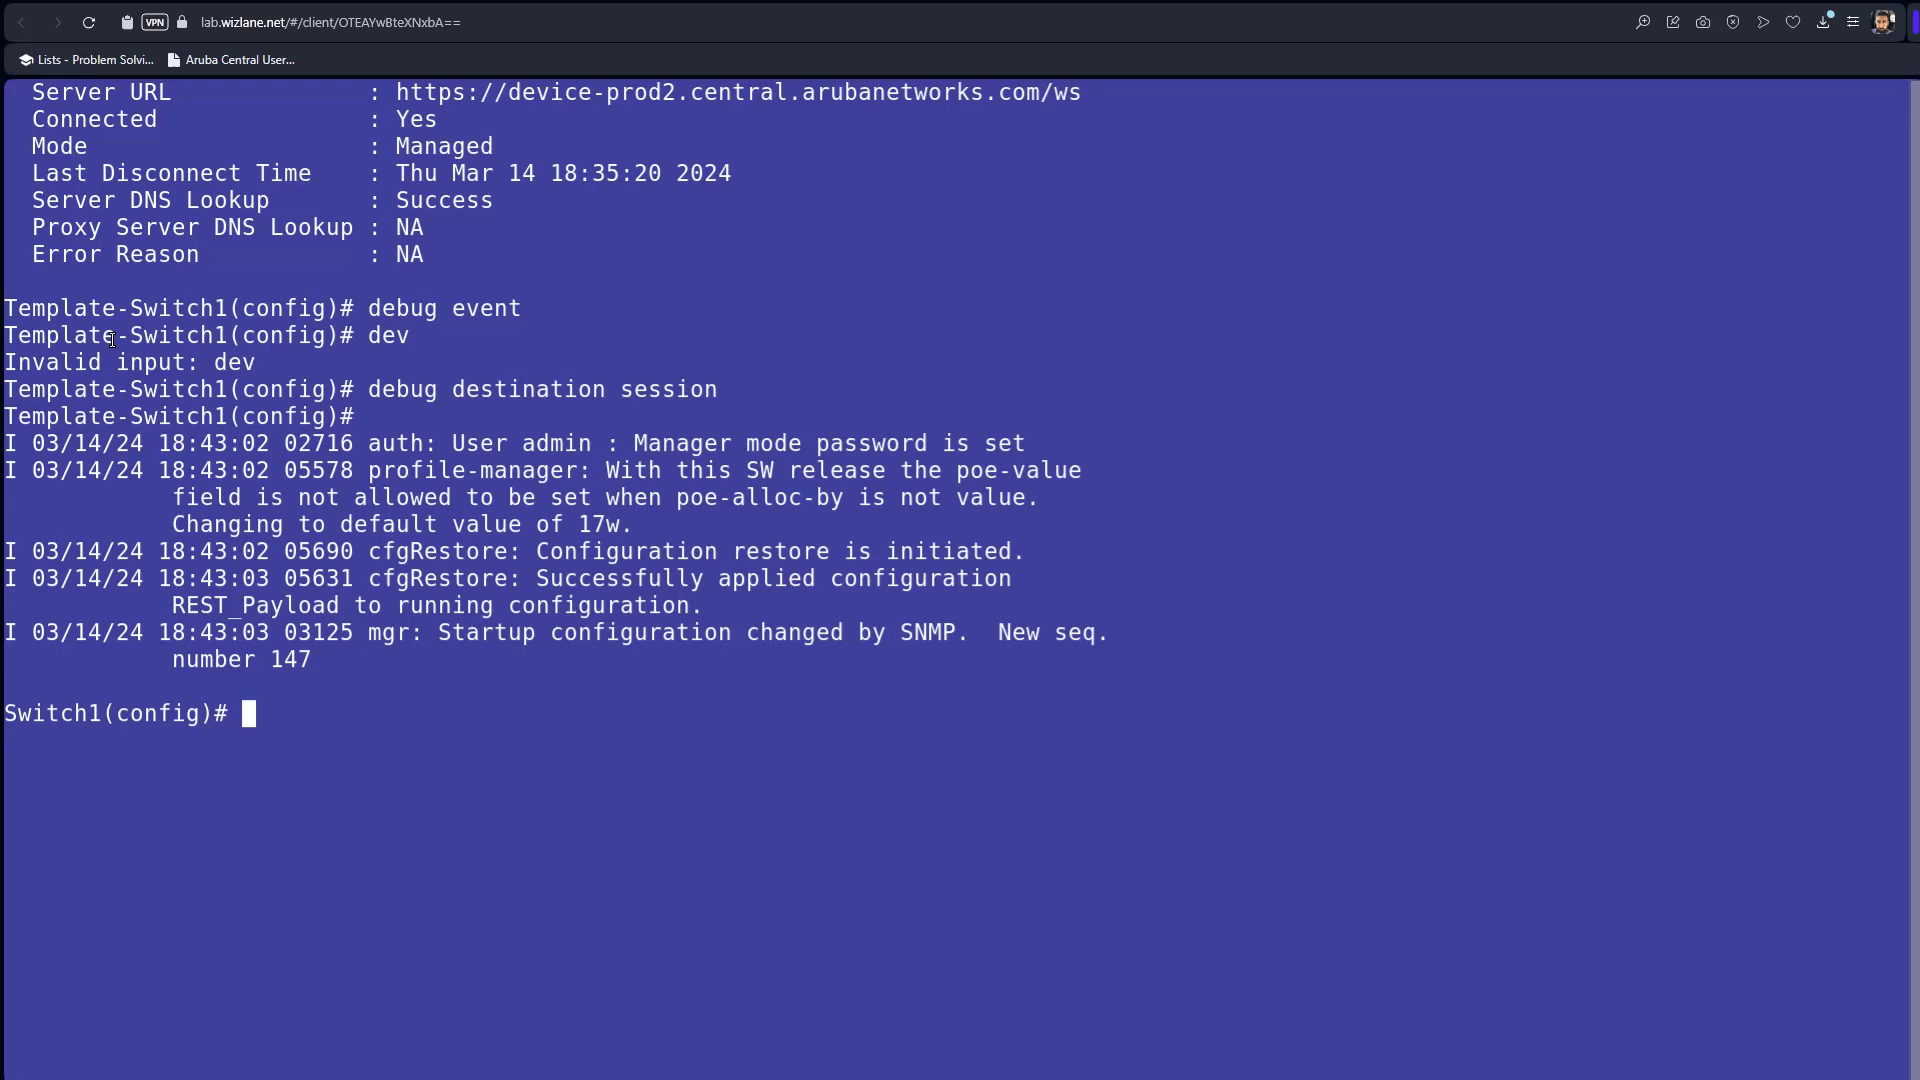 VPN lab.wizlane.net/#/client/OTEAYwBteXNxbA==
Lists - Problem Solvi... Aruba Central User...
Server URL : https://device-prod2.central.arubanetworks.com/ws
Connected : Yes
Mode : Managed
Last Disconnect Time : Thu Mar 14 18:35:20 2024
Server DNS Lookup : Success
Proxy Server DNS Lookup : NA
Error Reason : NA
Template-Switch1(config)# debug event
Template-Switch1(config)# dev
Invalid input: dev
Template-Switch1(config)# debug destination session
Template-Switch1(config)#
I 03/14/24 18:43:02 02716 auth: User admin : Manager mode password is set
I 03/14/24 18:43:02 05578 profile-manager: With this SW release the poe-value
field is not allowed to be set when poe-alloc-by is not value.
Changing to default value of 17w.
I 03/14/24 18:43:02 05690 cfgRestore: Configuration restore is initiated.
I 03/14/24 18:43:03 05631 cfgRestore: Successfully applied configuration
REST_Payload to running configuration.
I 03/14/24 18:43:03 03125 mgr: Startup configuration changed by SNMP.  New seq.
number 147
Switch1(config)#